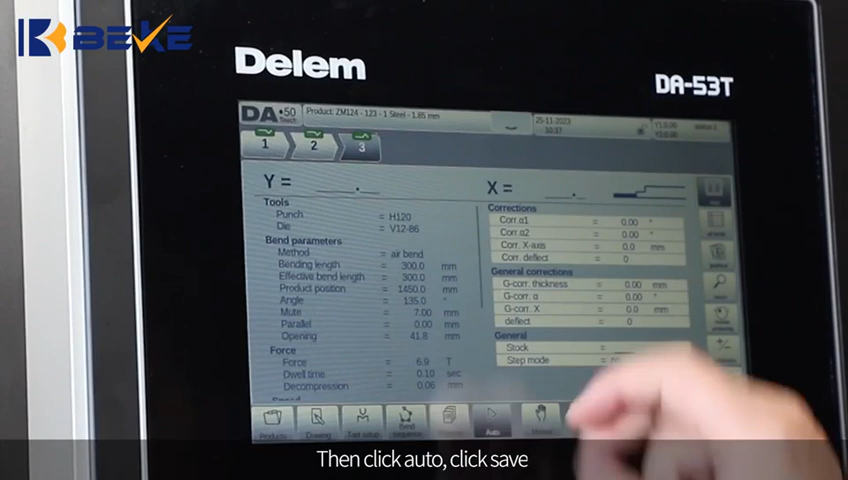 BEKE
Delem
DA-53T
DA•50
Touch
Product: ZM124 - 123 - 1 Steel - 1.85 mm
25-11-2023
10:37
1
2
3
Y =
X =
Tools
Punch = H120
Die = V12-86
Bend parameters
Method = air bend
Bending length = 300.0 mm
Effective bend length = 300.0 mm
Product position = 1450.0 mm
Angle = 135.0 °
Mute = 7.00 mm
Parallel = 0.00 mm
Opening = 41.8 mm
Force
Force = 6.9 T
Dwell time = 0.10 sec
Decompression = 0.06 mm
Corrections
Corr.α1 = 0.00 °
Corr.α2 = 0.00 °
Corr. X-axis = 0.0 mm
Corr. deflect = 0
General corrections
G-corr. thickness = 0.00 mm
G-corr. α = 0.00 °
G-corr. X = 0.0 mm
deflect = 0
General
Stock =
Step mode =
Products
Drawing
Tool setup
Bend
sequence
Auto
Then click auto, click save